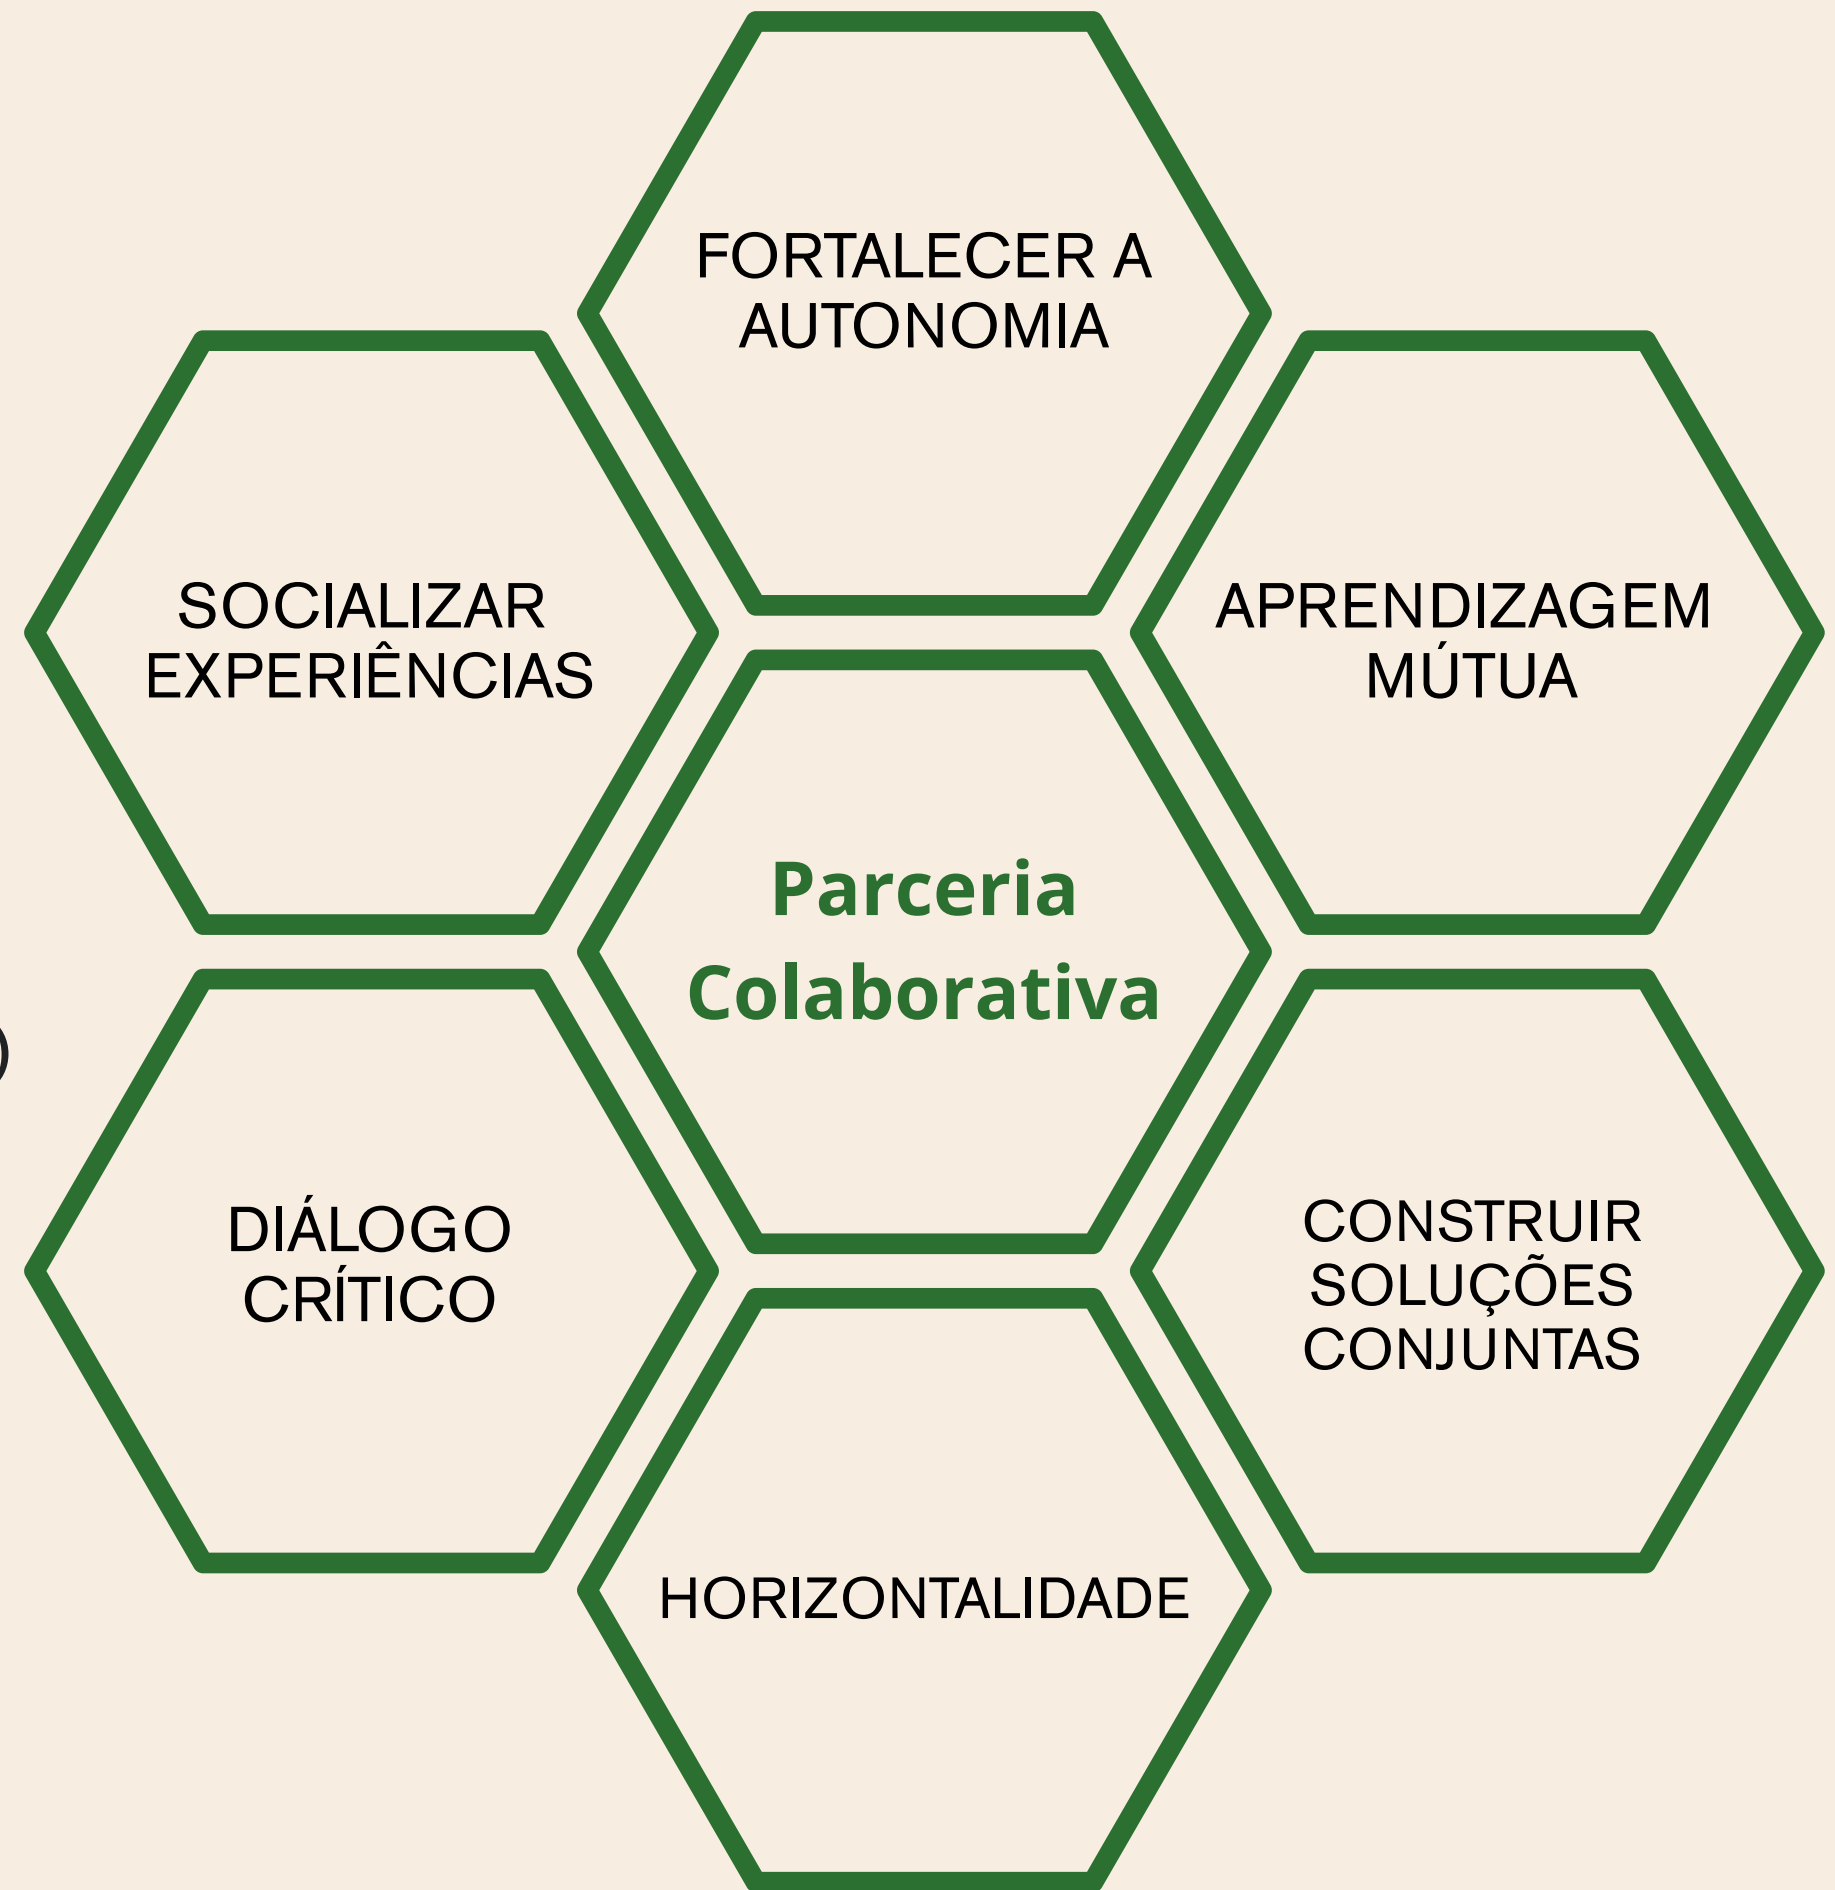 FORTALECER A
AUTONOMIA
SOCIALIZAR
EXPERIÊNCIAS
APRENDIZAGEM
MÚTUA
Parceria
Colaborativa
DIÁLOGO
CRÍTICO
CONSTRUIR
SOLUÇÕES
CONJUNTAS
HORIZONTALIDADE